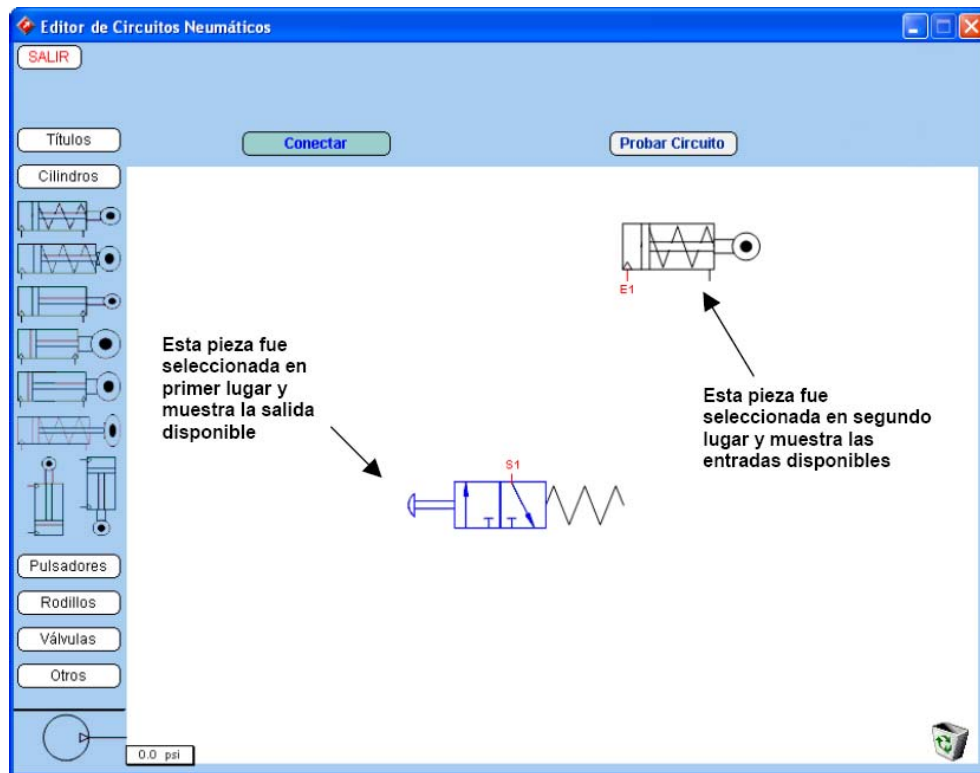 Editor de Circuitos Neumáticos
SALIR
Títulos
Conectar
Probar Circuito
Cilindros
E1
Esta pieza fue
seleccionada en
primer lugar y
muestra la salida
disponible
Esta pieza fue
seleccionada en segundo
lugar y muestra las
entradas disponibles
S1
Pulsadores
Rodillos
Válvulas
Otros
0.0 psi